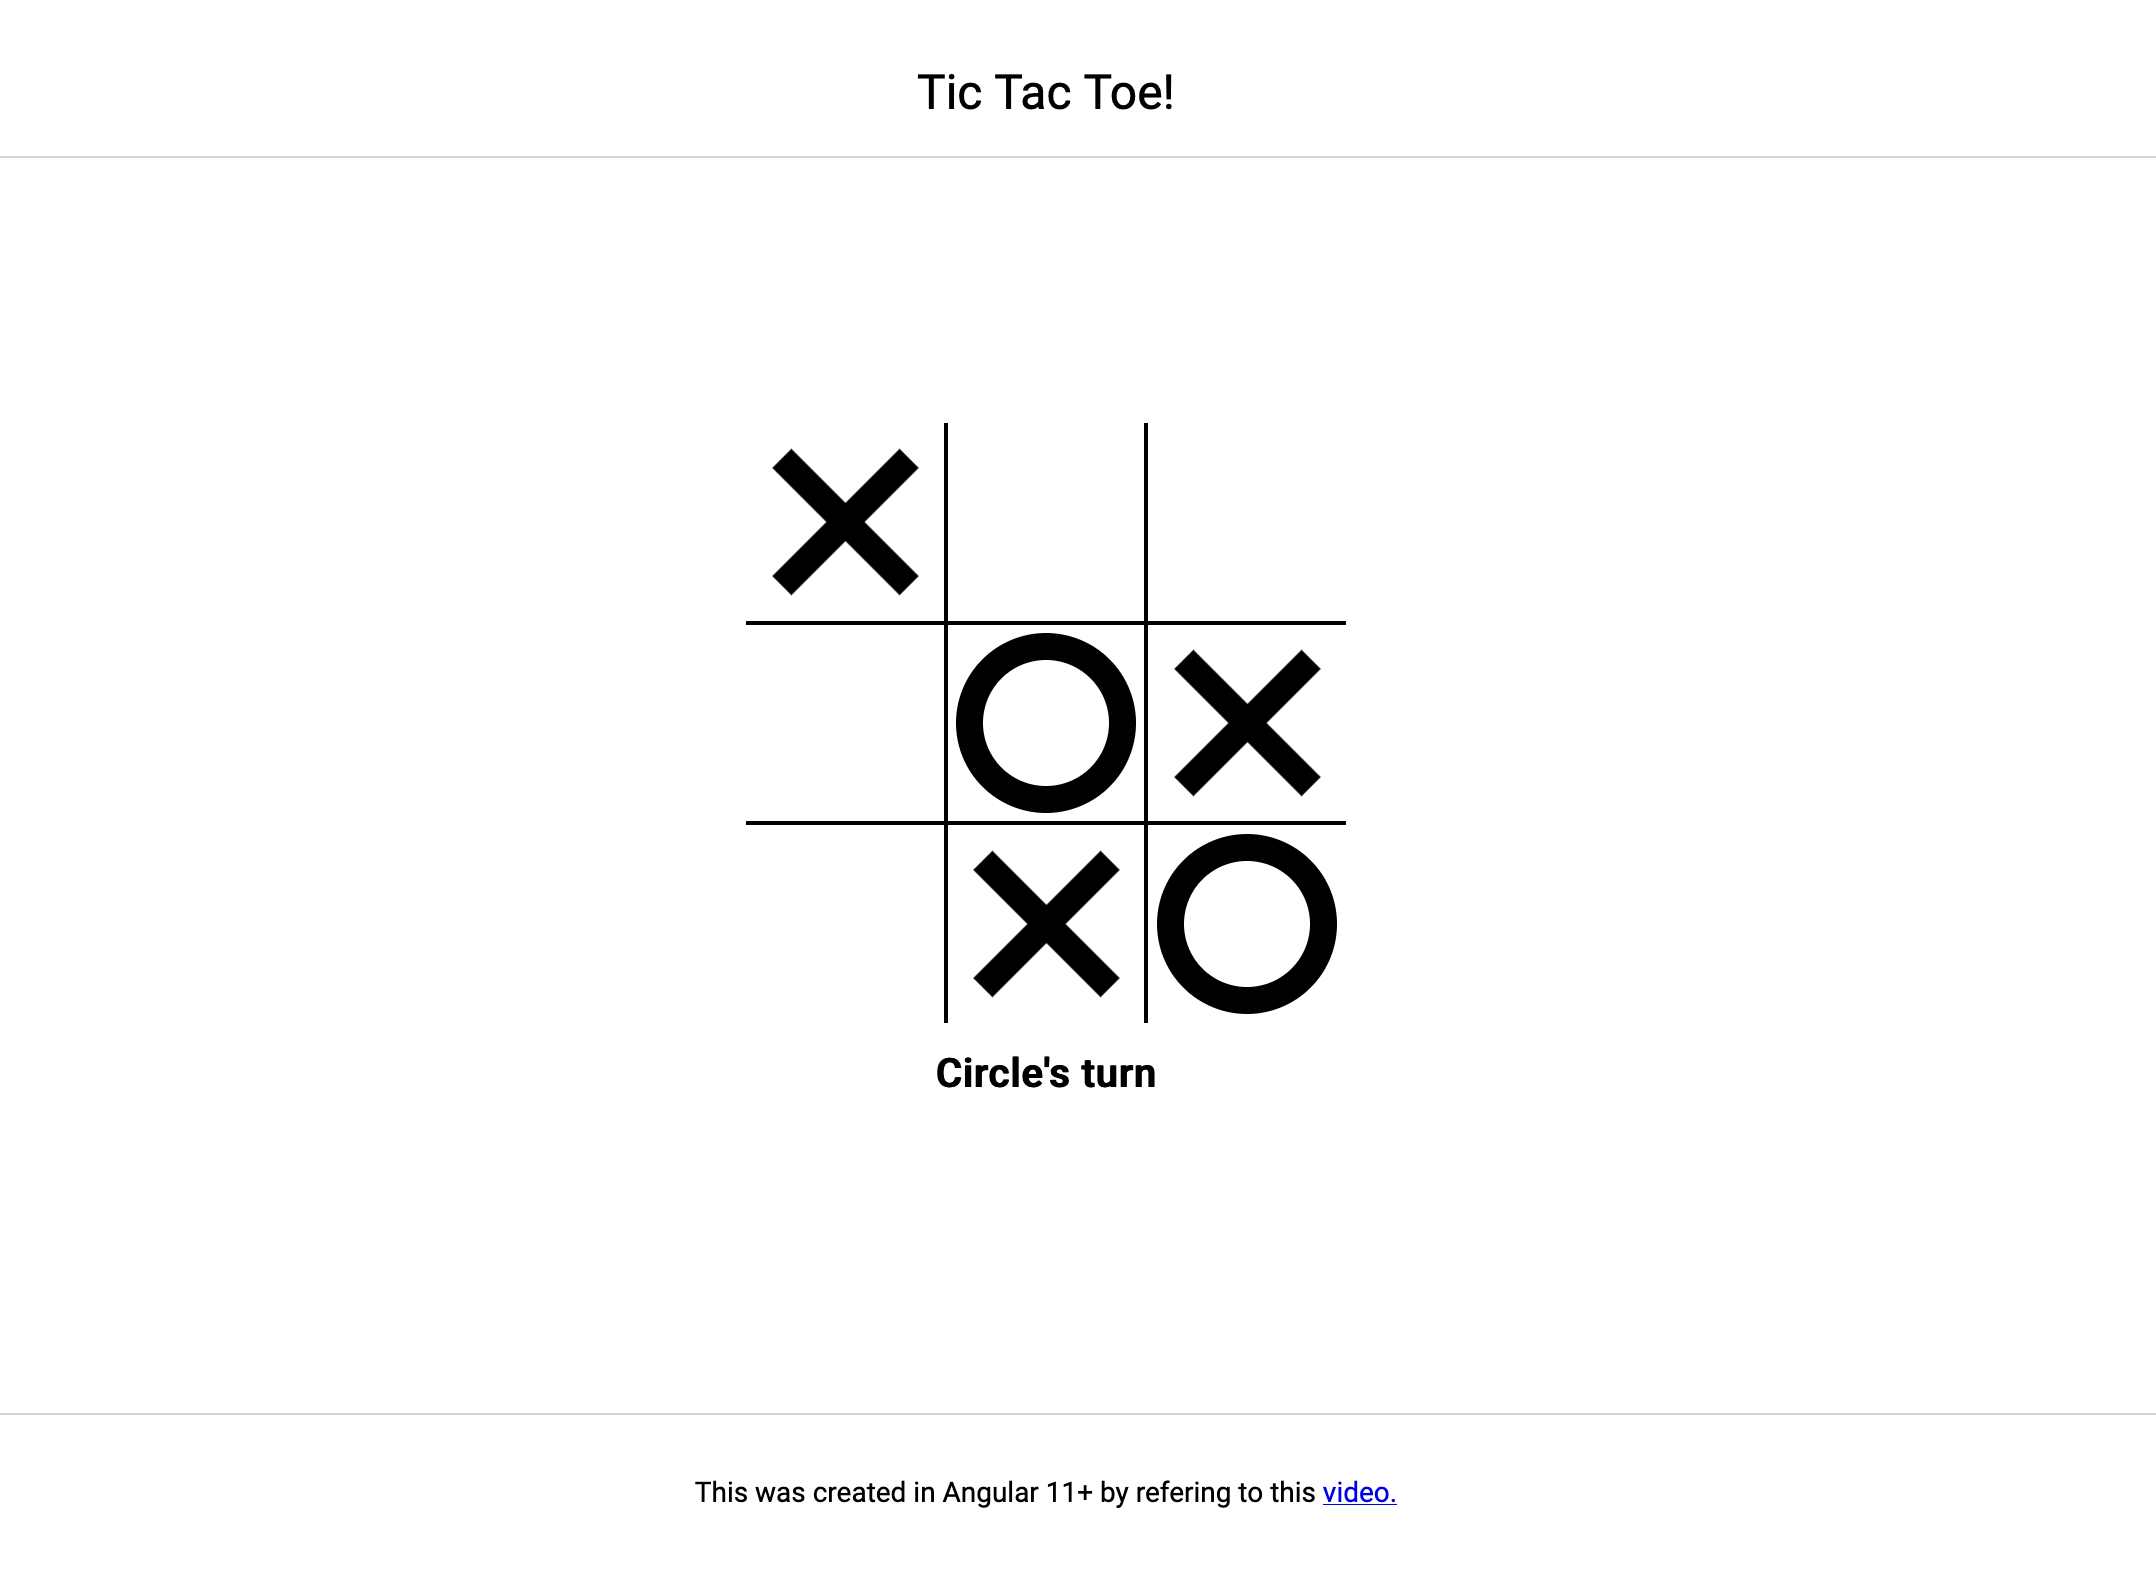 Tic Tac Toe!
Circle's turn
This was created in Angular 11+ by refering to this video.